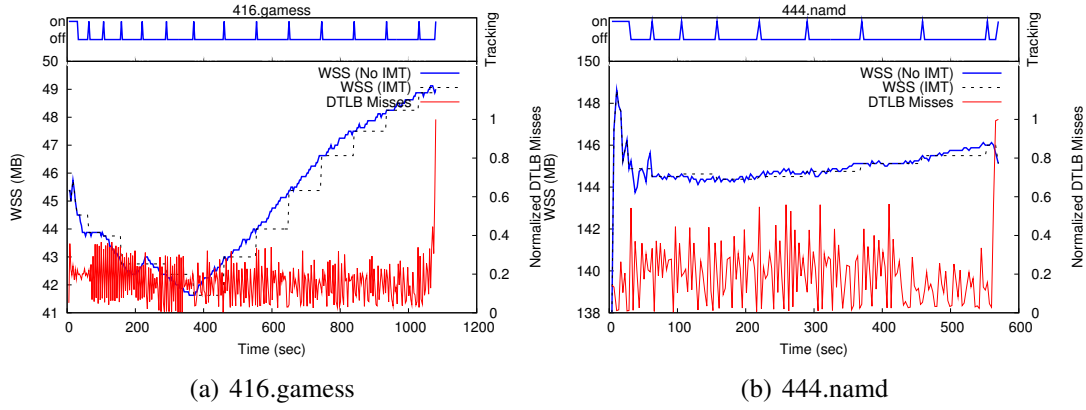 416.gamess
on
off
Tracking
50
49
48
47
46
45
44
43
42
41
WSS (MB)
WSS (No IMT)
WSS (IMT)
DTLB Misses
1
0.8
0.6
0.4
0.2
0
Normalized DTLB Misses
0 200 400 600 800 1000 1200
Time (sec)
(a) 416.gamess
444.namd
on
off
Tracking
150
148
146
144
142
140
138
WSS (MB)
WSS (No IMT)
WSS (IMT)
DTLB Misses
1
0.8
0.6
0.4
0.2
0
Normalized DTLB Misses
0 100 200 300 400 500 600
Time (sec)
(b) 444.namd